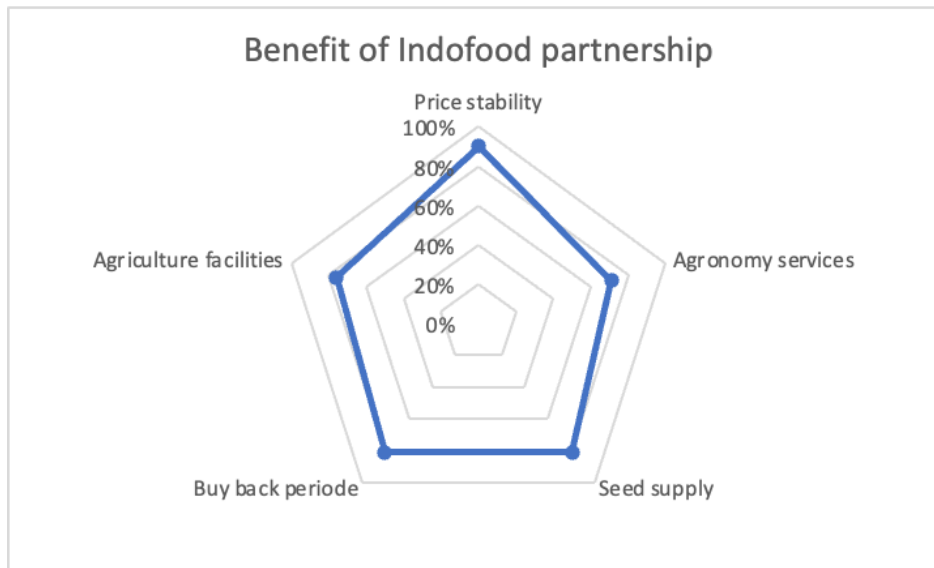 Benefit of Indofood partnership
Price stability
100%
80%
60%
40%
20%
0%
Agriculture facilities
Agronomy services
Buy back periode
Seed supply